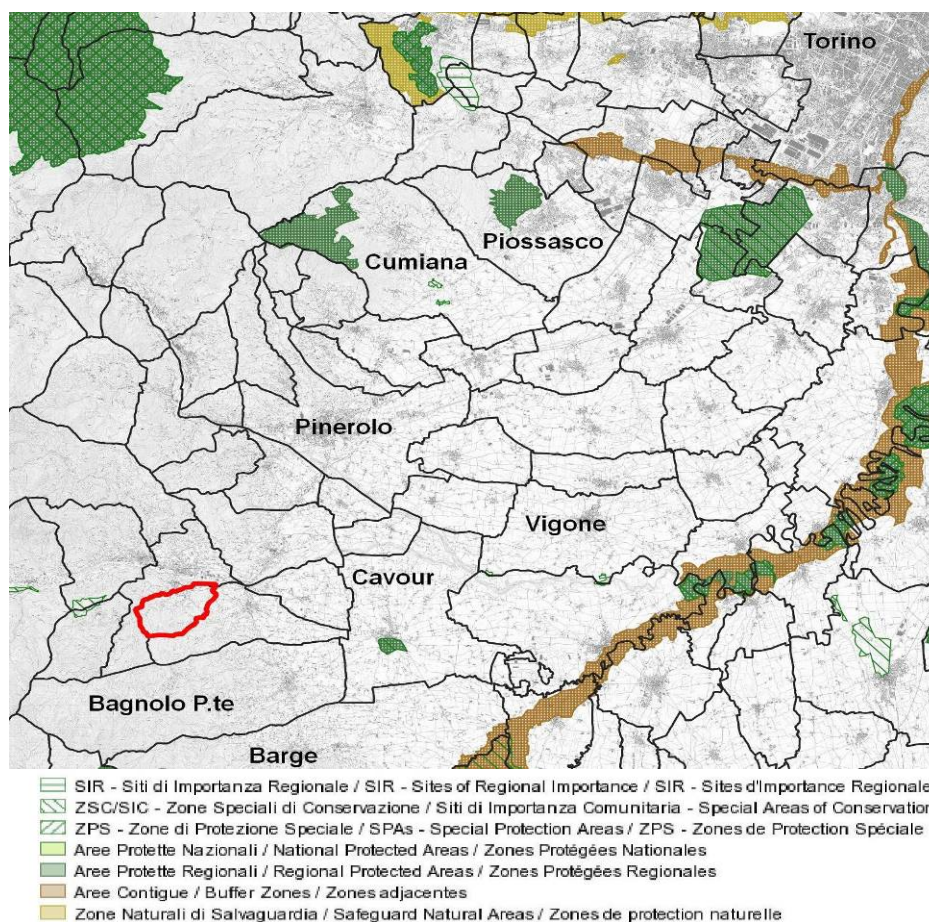 Torino
Piossasco
Cumiana
Pinerolo
Vigone
Cavour
Bagnolo P.te
Barge
SIR - Siti di Importanza Regionale / SIR - Sites of Regional Importance / SIR - Sites d'Importance Regionale
ZSC/SIC - Zone Speciali di Conservazione / Siti di Importanza Comunitaria - Special Areas of Conservation
ZPS - Zone di Protezione Speciale / SPAs - Special Protection Areas / ZPS - Zones de Protection Spéciale
Aree Protette Nazionali / National Protected Areas / Zones Protégées Nationales
Aree Protette Regionali / Regional Protected Areas / Zones Protégées Regionales
Aree Contigue / Buffer Zones / Zones adjacentes
Zone Naturali di Salvaguardia / Safeguard Natural Areas / Zones de protection naturelle